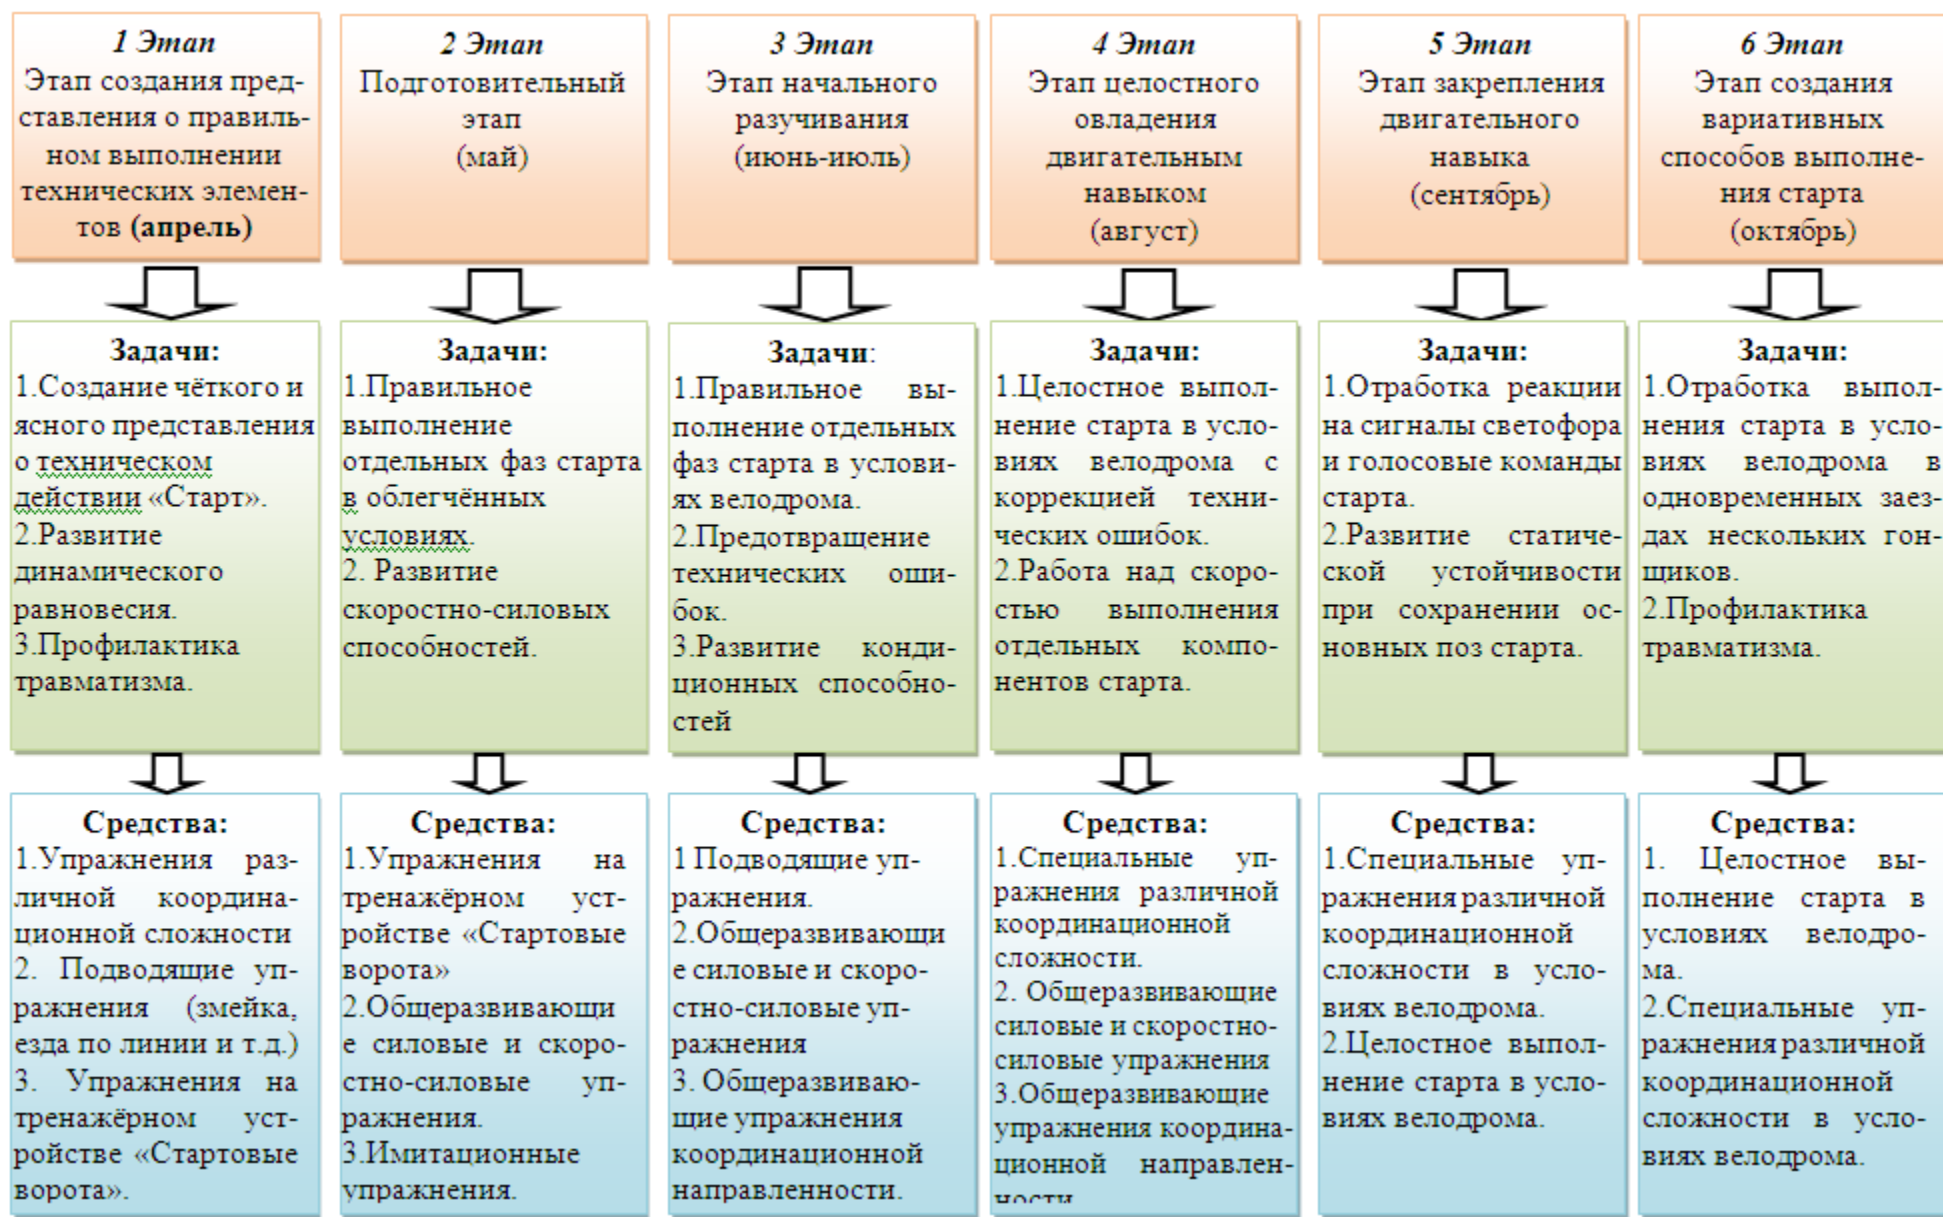 1 Этап
Этап создания пред-
ставления о правиль-
ном выполнении
технических элемен-
тов (апрель)
2 Этап
Подготовительный
этап
(май)
3 Этап
Этап начального
разучивания
(июнь-июль)
4 Этап
Этап целостного
овладения
двигательным
навыком
(август)
5 Этап
Этап закрепления
двигательного
навыка
(сентябрь)
6 Этап
Этап создания
вариативных
способов выполне-
ния старта
(октябрь)
Задачи:
1.Создание чёткого и
ясного представления
о техническом
действии «Старт».
2.Развитие
динамического
равновесия.
3.Профилактика
травматизма.
Задачи:
1.Правильное
выполнение
отдельных фаз старта
в облегчённых
условиях.
2. Развитие
скоростно-силовых
способностей.
Задачи:
1.Правильное вы-
полнение отдельных
фаз старта в услови-
ях велодрома.
2.Предотвращение
технических оши-
бок.
3.Развитие конди-
ционных способно-
стей
Задачи:
1.Целостное выпол-
нение старта в усло-
виях велодрома с
коррекцией техни-
ческих ошибок.
2.Работа над скоро-
стью выполнения
отдельных компо-
нентов старта.
Задачи:
1.Отработка реакции
на сигналы светофора
и голосовые команды
старта.
2.Развитие статиче-
ской устойчивости
при сохранении ос-
новных поз старта.
Задачи:
1.Отработка выпол-
нения старта в усло-
виях велодрома в
одновременных заез-
дах нескольких гон-
щиков.
2.Профилактика
травматизма.
Средства:
1.Упражнения раз-
личной координа-
ционной сложности
2. Подводящие уп-
ражнения (змейка,
езда по линии и т.д.)
3. Упражнения на
тренажёрном уст-
ройстве «Стартовые
ворота».
Средства:
1.Упражнения на
тренажёрном уст-
ройстве «Стартовые
ворота»
2.Общеразвивающи
е силовые и скоро-
стно-силовые уп-
ражнения.
3.Имитационные
упражнения.
Средства:
1 Подводящие уп-
ражнения.
2.Общеразвивающи
е силовые и скоро-
стно-силовые уп-
ражнения
3. Общеразвиваю-
щие упражнения
координационной
направленности.
Средства:
1.Специальные уп-
ражнения различной
координационной
сложности.
2. Общеразвивающие
силовые и скоростно-
силовые упражнения
3.Общеразвивающие
упражнения координа-
ционной направлен-
ности
Средства:
1.Специальные уп-
ражнения различной
координационной
сложности в усло-
виях велодрома.
2.Целостное выпол-
нение старта в усло-
виях велодрома.
Средства:
1. Целостное вы-
полнение старта в
условиях велодро-
ма.
2.Специальные уп-
ражнения различной
координационной
сложности в усло-
виях велодрома.